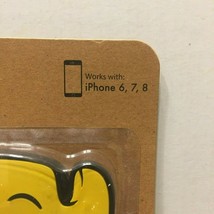 Works with:
iPhone 6, 7, 8